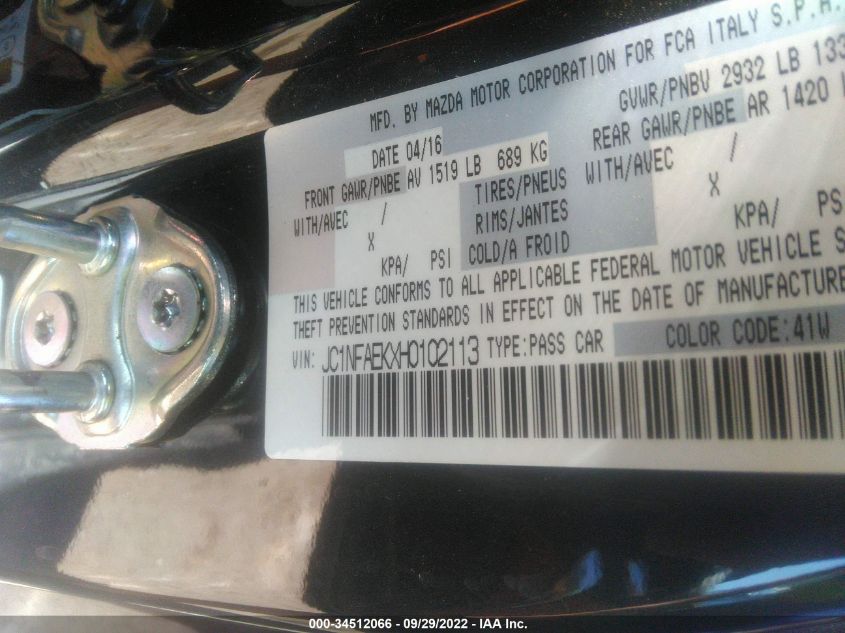 MFD. BY MAZDA MOTOR CORPORATION FOR FCA ITALY S.P.A.
DATE 04/16 GVWR/PNBV 2932 LB 133
FRONT GAWR/PNBE AV 1519 LB 689 KG REAR GAWR/PNBE AR 1420
WITH/AVEC / TIRES/PNEUS WITH/AVEC /
X RIMS/JANTES X
KPA/ PSI COLD/A FROID KPA/ PS
THIS VEHICLE CONFORMS TO ALL APPLICABLE FEDERAL MOTOR VEHICLE S
THEFT PREVENTION STANDARDS IN EFFECT ON THE DATE OF MANUFACTURE
VIN: JC1NFAEKXH0102113 TYPE:PASS CAR COLOR CODE:41W
000-34512066 - 09/29/2022 - IAA Inc.